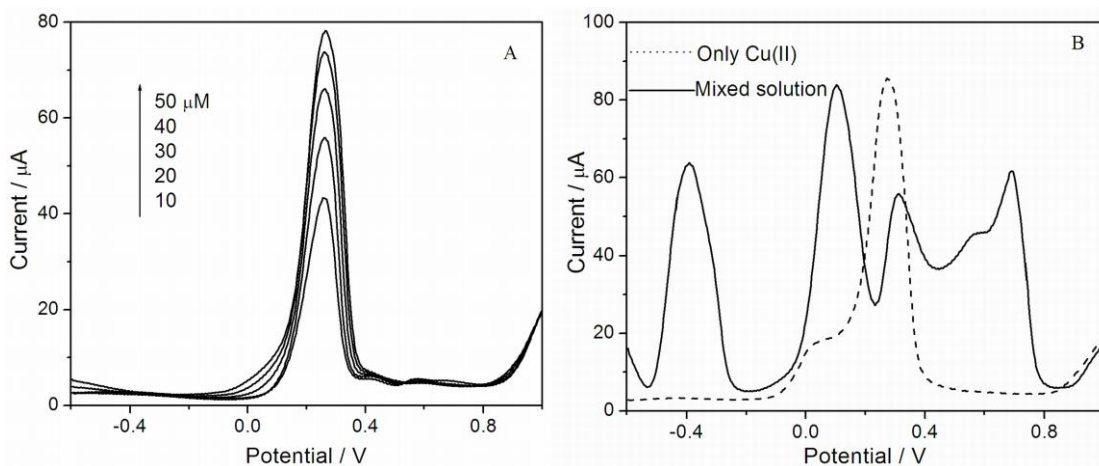 80
60
40
20
0
Current / μA
A
50 μM
40
30
20
10
-0.4
0.0
0.4
0.8
Potential / V
100
80
60
40
20
0
Current / μA
B
Only Cu(II)
Mixed solution
-0.4
0.0
0.4
0.8
Potential / V